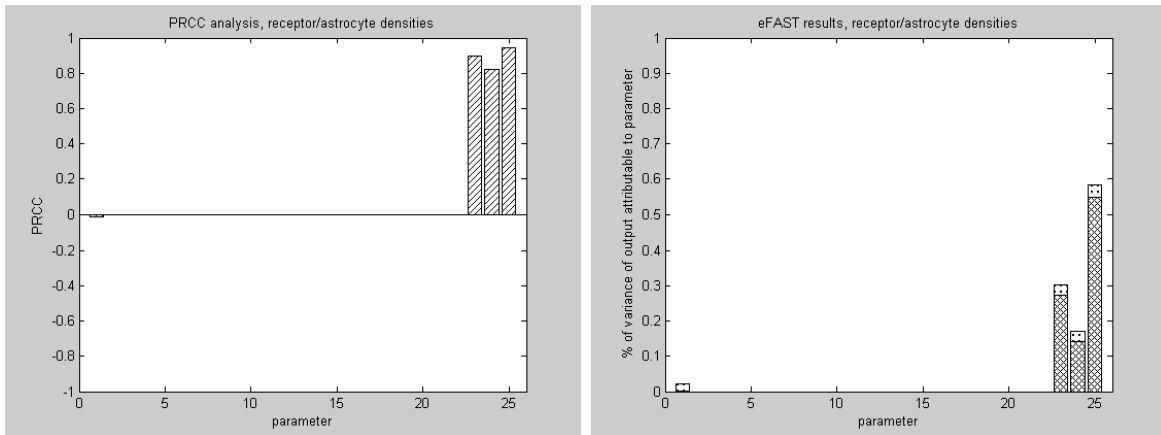 PRCC analysis, receptor/astrocyte densities
1
0.8
0.6
0.4
0.2
0
-0.2
-0.4
-0.6
-0.8
-1
PRCC
0 5 10 15 20 25
parameter
eFAST results, receptor/astrocyte densities
1
0.9
0.8
0.7
0.6
0.5
0.4
0.3
0.2
0.1
0
% of variance of output attributable to parameter
0 5 10 15 20 25
parameter